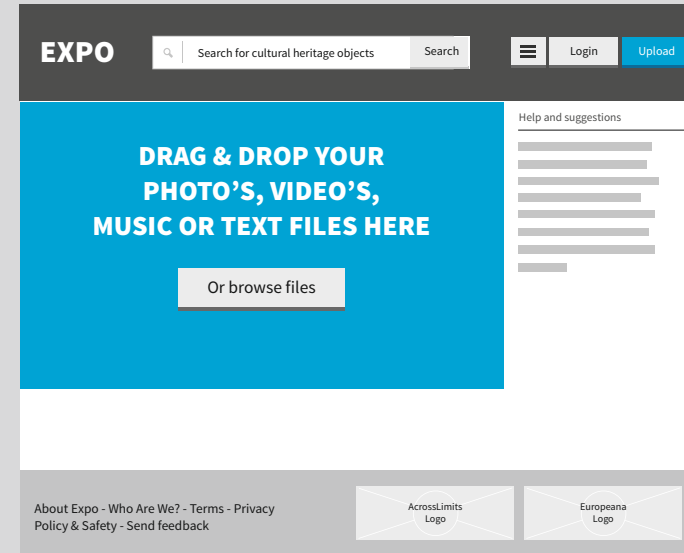 EXPO
Search for cultural heritage objects
Search
Login
Upload
DRAG & DROP YOUR
PHOTO’S, VIDEO’S,
MUSIC OR TEXT FILES HERE
Or browse files
Help and suggestions
About Expo - Who Are We? - Terms - Privacy
Policy & Safety - Send feedback
AcrossLimits
Logo
Europeana
Logo